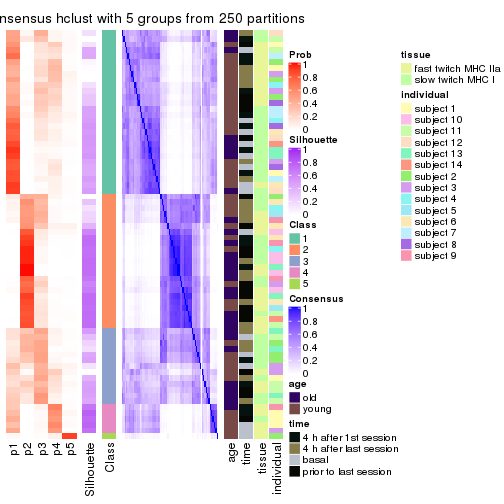 nsensus hclust with 5 groups from 250 partitions
Prob
1
0.8
0.6
0.4
0.2
0
Silhouette
1
0.8
0.6
0.4
0.2
0
Class
1
2
3
4
5
Consensus
1
0.8
0.6
0.4
0.2
0
age
old
young
time
4 h after 1st session
4 h after last session
basal
prior to last session
tissue
fast twitch MHC IIa
slow twitch MHC I
individual
subject 1
subject 10
subject 11
subject 12
subject 13
subject 14
subject 2
subject 3
subject 4
subject 5
subject 6
subject 7
subject 8
subject 9
p1
p2
p3
p4
p5
Silhouette
Class
age
time
tissue
individual